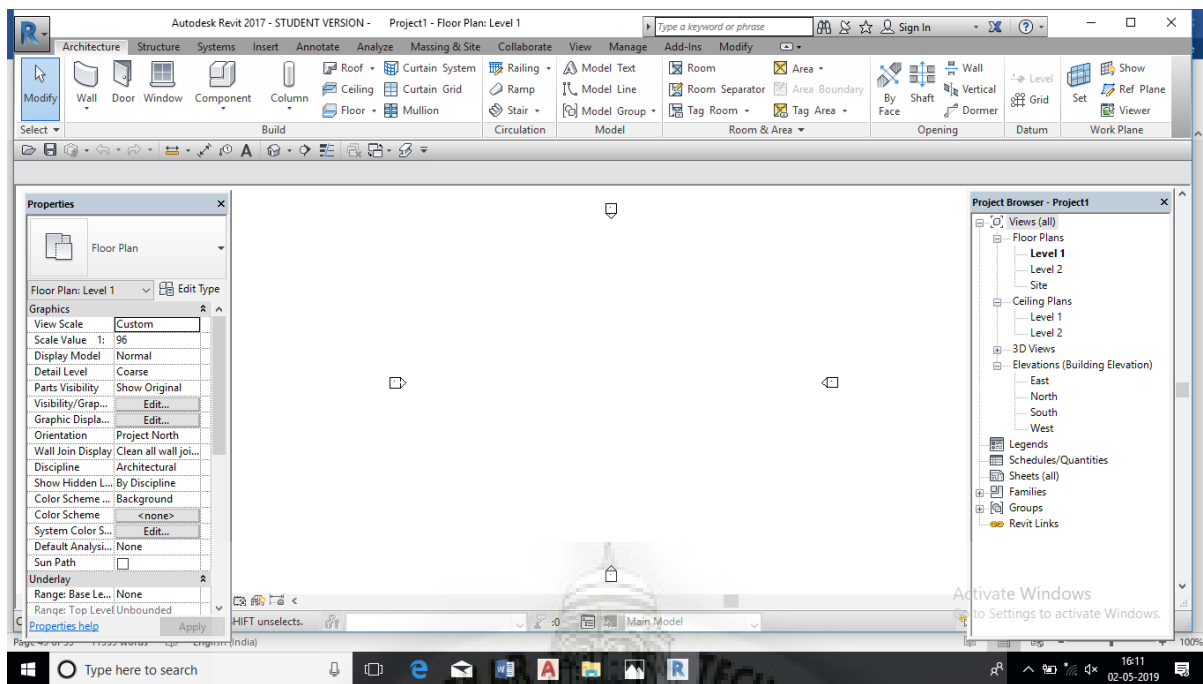 Autodesk Revit 2017 - STUDENT VERSION - Project1 - Floor Plan: Level 1
Type a keyword or phrase
Sign In
Architecture Structure Systems Insert Annotate Analyze Massing & Site Collaborate View Manage Add-Ins Modify
Modify
Wall
Door
Window
Component
Column
Roof
Ceiling
Floor
Curtain System
Curtain Grid
Mullion
Railing
Ramp
Stair
Model Text
Model Line
Model Group
Room
Room Separator
Tag Room
Area
Area Boundary
Tag Area
By Face
Shaft
Wall
Vertical
Dormer
Level
Grid
Set
Show
Ref Plane
Viewer
Select
Build
Circulation
Model
Room & Area
Opening
Datum
Work Plane
Properties
Floor Plan
Floor Plan: Level 1
Edit Type
Graphics
View Scale Custom
Scale Value 1: 96
Display Model Normal
Detail Level Coarse
Parts Visibility Show Original
Visibility/Grap... Edit...
Graphic Displa... Edit...
Orientation Project North
Wall Join Display Clean all wall joi...
Discipline Architectural
Show Hidden L... By Discipline
Color Scheme ... Background
Color Scheme <none>
System Color S... Edit...
Default Analysi... None
Sun Path
Underlay
Range: Base Le... None
Range: Top Level Unbounded
Properties help
Apply
Project Browser - Project1
Views (all)
Floor Plans
Level 1
Level 2
Site
Ceiling Plans
Level 1
Level 2
3D Views
Elevations (Building Elevation)
East
North
South
West
Legends
Schedules/Quantities
Sheets (all)
Families
Groups
Revit Links
Activate Windows
Go to Settings to activate Windows.
HIFT unselects.
:0
Main Model
English (India)
100%
Type here to search
16:11
02-05-2019